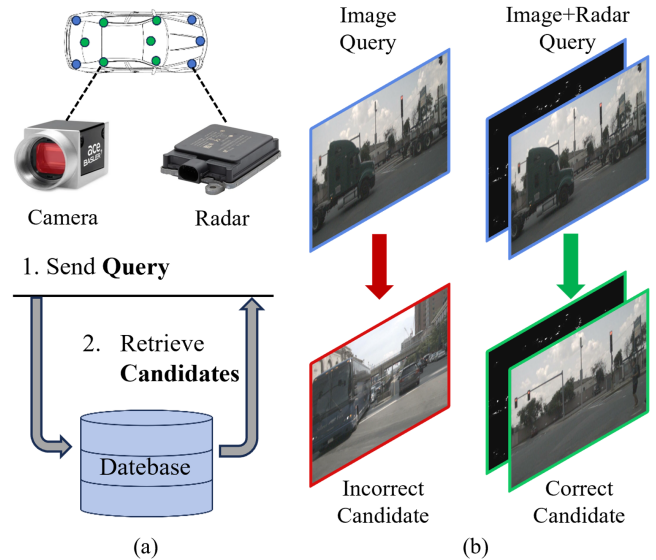 ace
BASLER
Camera
Radar
1. Send Query
2. Retrieve
Candidates
Datebase
(a)
Image
Query
Image+Radar
Query
Incorrect
Candidate
Correct
Candidate
(b)